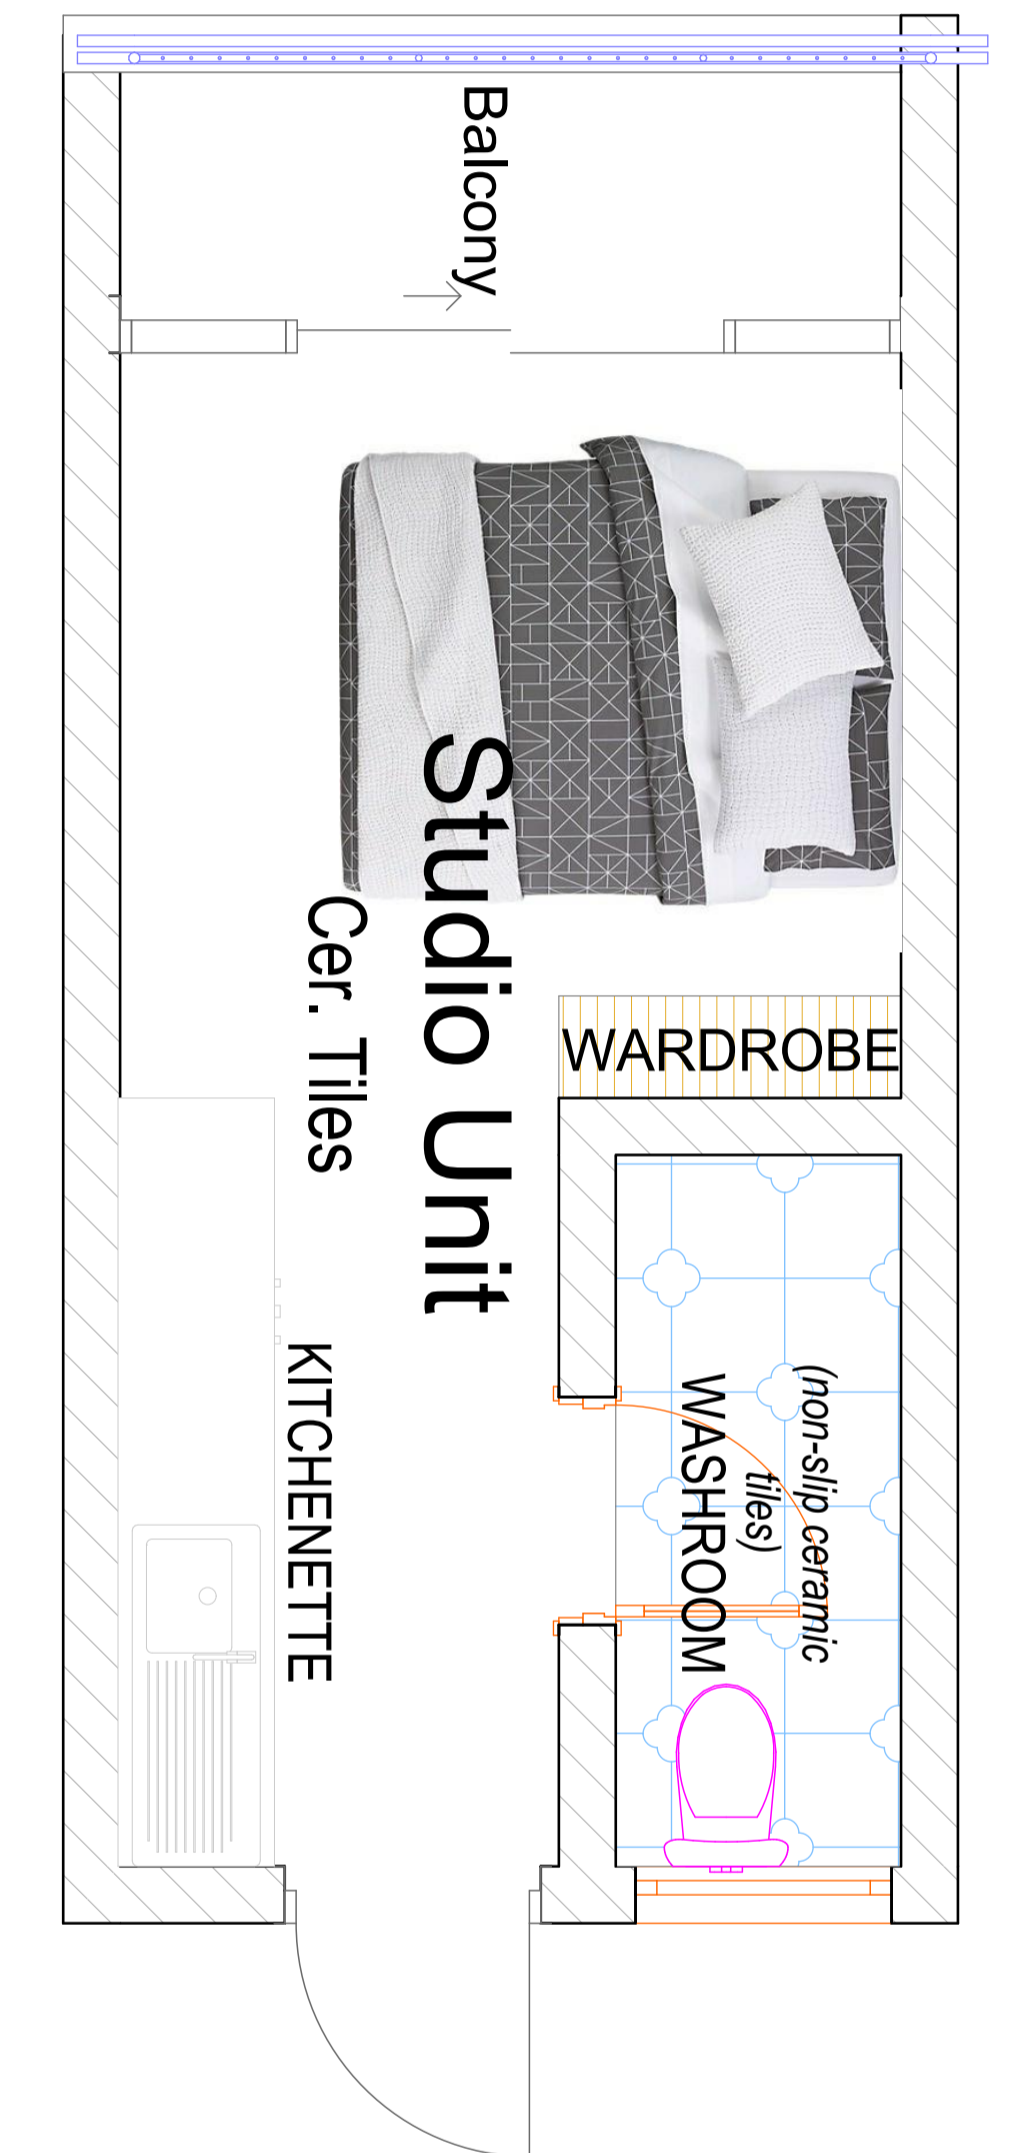 Balcony
Studio Unit
Cer. Tiles
WARDROBE
KITCHENETTE
WASHROOM
(non-slip ceramic
tiles)